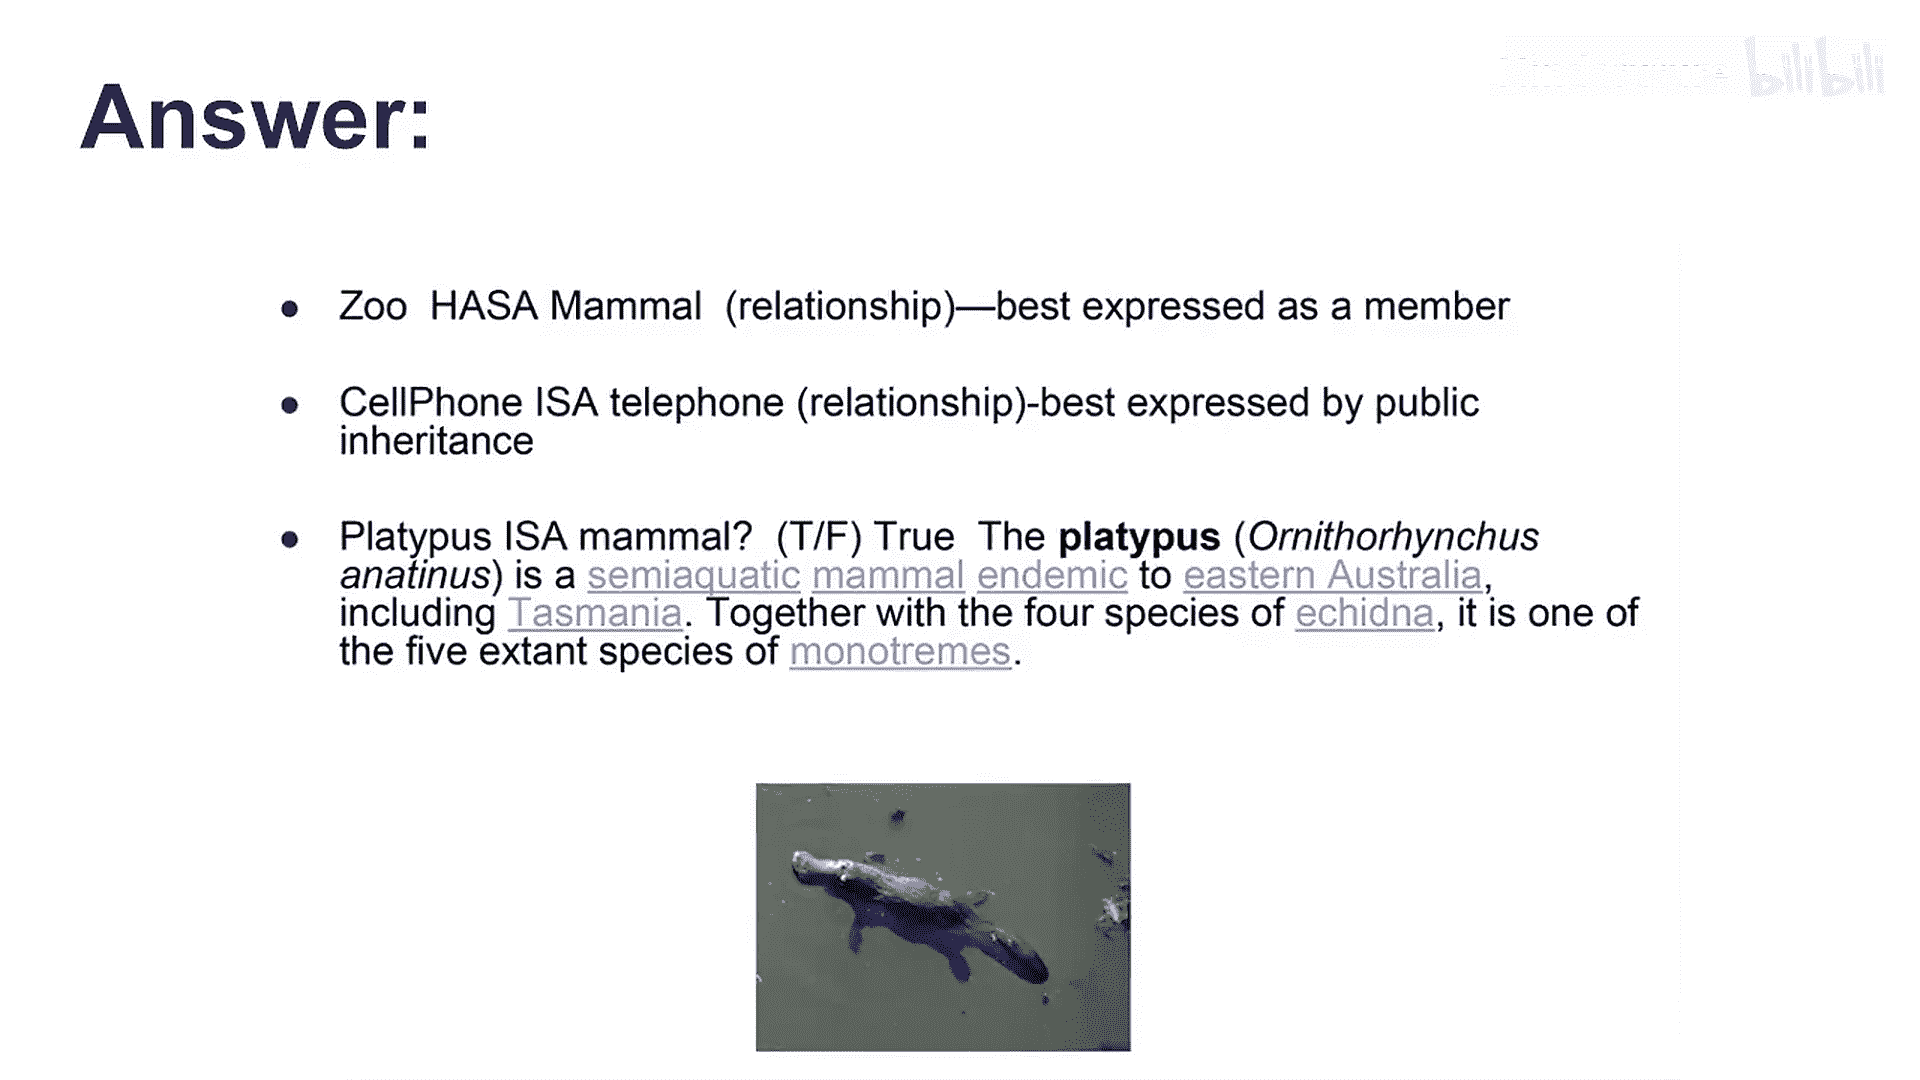 bilibili
Answer:
● Zoo HASA Mammal (relationship)—best expressed as a member
● CellPhone ISA telephone (relationship)-best expressed by public
inheritance
● Platypus ISA mammal? (T/F) True The platypus (Ornithorhynchus
anatinus) is a semiaquatic mammal endemic to eastern Australia,
including Tasmania. Together with the four species of echidna, it is one of
the five extant species of monotremes.